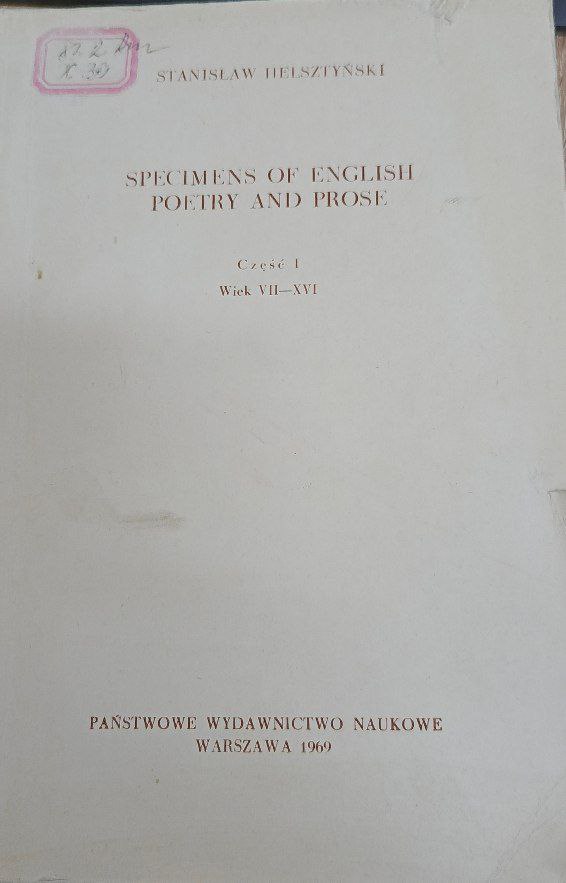 STANISŁAW HELSZTYŃSKI
SPECIMENS OF ENGLISH
POETRY AND PROSE
Część I
Wiek VII—XVI
PAŃSTWOWE WYDAWNICTWO NAUKOWE
WARSZAWA 1969